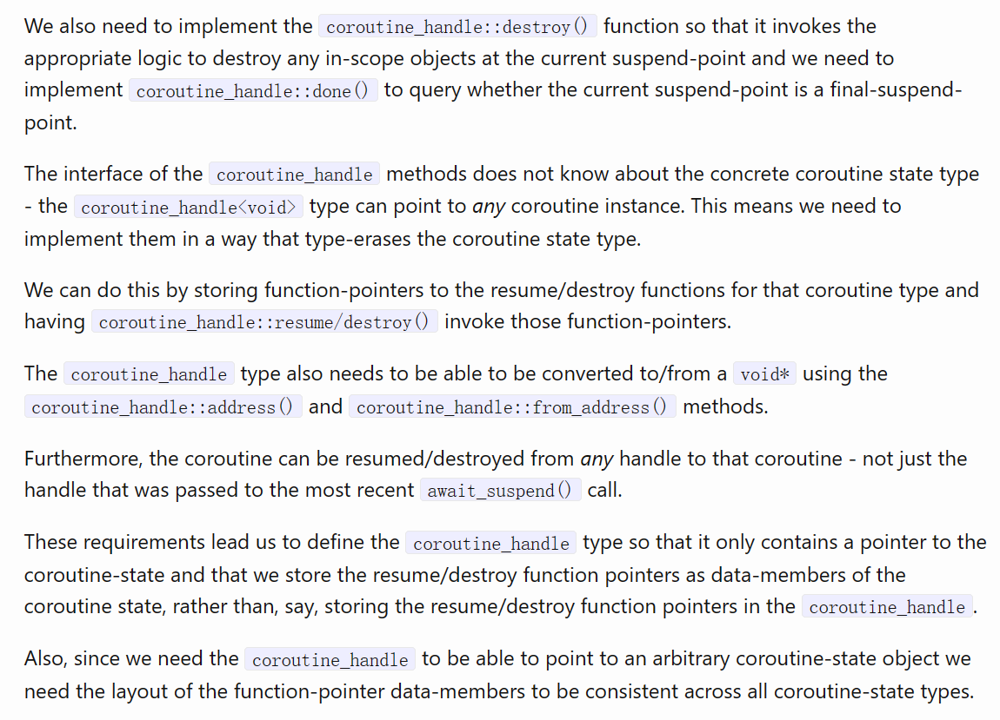 We also need to implement the coroutine_handle::destroy() function so that it invokes the
appropriate logic to destroy any in-scope objects at the current suspend-point and we need to
implement coroutine_handle::done() to query whether the current suspend-point is a final-suspend-
point.
The interface of the coroutine_handle methods does not know about the concrete coroutine state type
- the coroutine_handle<void> type can point to any coroutine instance. This means we need to
implement them in a way that type-erases the coroutine state type.
We can do this by storing function-pointers to the resume/destroy functions for that coroutine type and
having coroutine_handle::resume/destroy() invoke those function-pointers.
The coroutine_handle type also needs to be able to be converted to/from a void* using the
coroutine_handle::address() and coroutine_handle::from_address() methods.
Furthermore, the coroutine can be resumed/destroyed from any handle to that coroutine - not just the
handle that was passed to the most recent await_suspend() call.
These requirements lead us to define the coroutine_handle type so that it only contains a pointer to the
coroutine-state and that we store the resume/destroy function pointers as data-members of the
coroutine state, rather than, say, storing the resume/destroy function pointers in the coroutine_handle.
Also, since we need the coroutine_handle to be able to point to an arbitrary coroutine-state object we
need the layout of the function-pointer data-members to be consistent across all coroutine-state types.